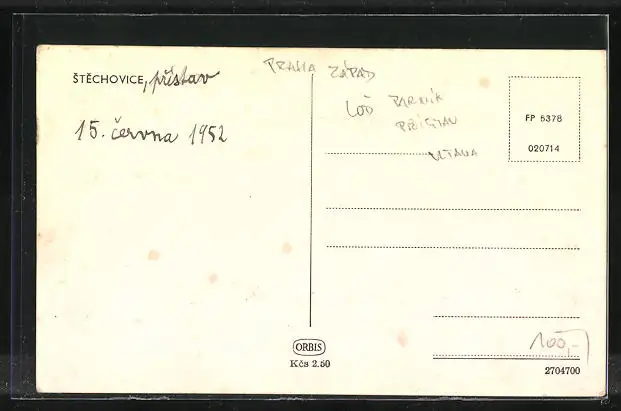 ŠTĚCHOVICE, přístav
15. června 1952
PRAHA ZÁPAD
LOĎ PARNÍK
PŘÍSTAV
VLTAVA
FP 5378
020714
ORBIS
Kčs 2.50
100,-
2704700